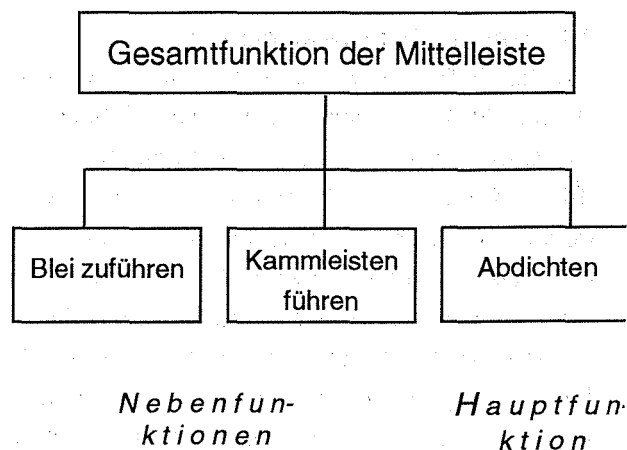 Gesamtfunktion der Mittelleiste
Blei zuführen
Kammleisten
führen
Abdichten
Nebenfun-
ktionen
Hauptfun-
ktion